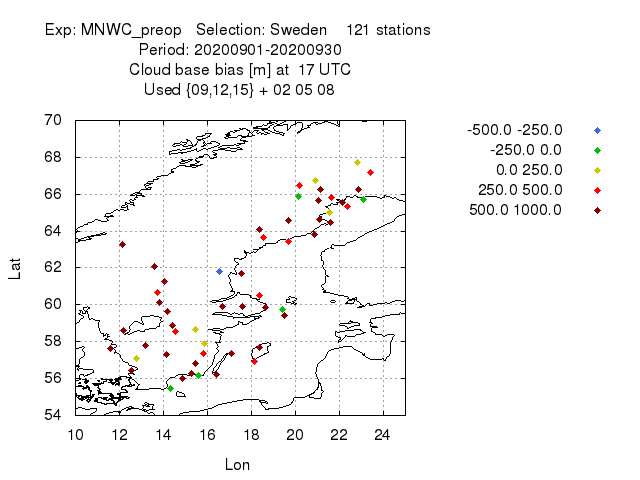 Exp: MNWC_preop Selection: Sweden 121 stations
Period: 20200901-20200930
Cloud base bias [m] at 17 UTC
Used {09,12,15} + 02 05 08
-500.0 -250.0
-250.0 0.0
0.0 250.0
250.0 500.0
500.0 1000.0
70
68
66
64
62
60
58
56
54
Lat
10 12 14 16 18 20 22 24
Lon